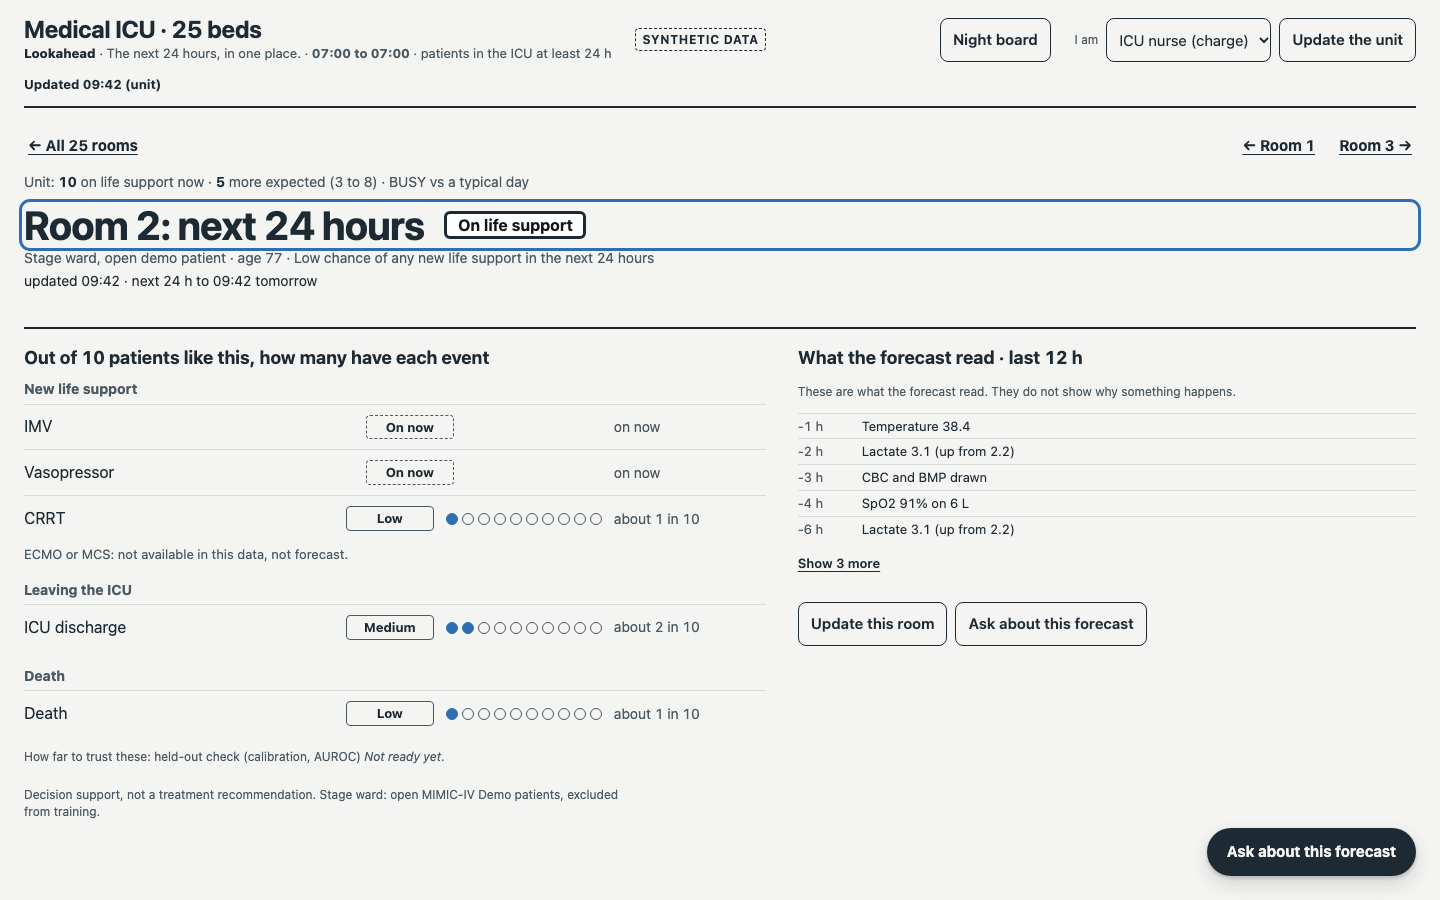 Medical ICU · 25 beds
Lookahead · The next 24 hours, in one place. · 07:00 to 07:00 · patients in the ICU at least 24 h
SYNTHETIC DATA
Night board
I am
ICU nurse (charge)
Update the unit
Updated 09:42 (unit)
← All 25 rooms
← Room 1
Room 3 →
Unit: 10 on life support now · 5 more expected (3 to 8) · BUSY vs a typical day
Room 2: next 24 hours
On life support
Stage ward, open demo patient · age 77 · Low chance of any new life support in the next 24 hours
updated 09:42 · next 24 h to 09:42 tomorrow
Out of 10 patients like this, how many have each event
New life support
IMV
On now
on now
Vasopressor
On now
on now
CRRT
Low
about 1 in 10
ECMO or MCS: not available in this data, not forecast.
Leaving the ICU
ICU discharge
Medium
about 2 in 10
Death
Death
Low
about 1 in 10
How far to trust these: held-out check (calibration, AUROC) Not ready yet.
Decision support, not a treatment recommendation. Stage ward: open MIMIC-IV Demo patients, excluded
from training.
What the forecast read · last 12 h
These are what the forecast read. They do not show why something happens.
-1 h Temperature 38.4
-2 h Lactate 3.1 (up from 2.2)
-3 h CBC and BMP drawn
-4 h SpO2 91% on 6 L
-6 h Lactate 3.1 (up from 2.2)
Show 3 more
Update this room
Ask about this forecast
Ask about this forecast